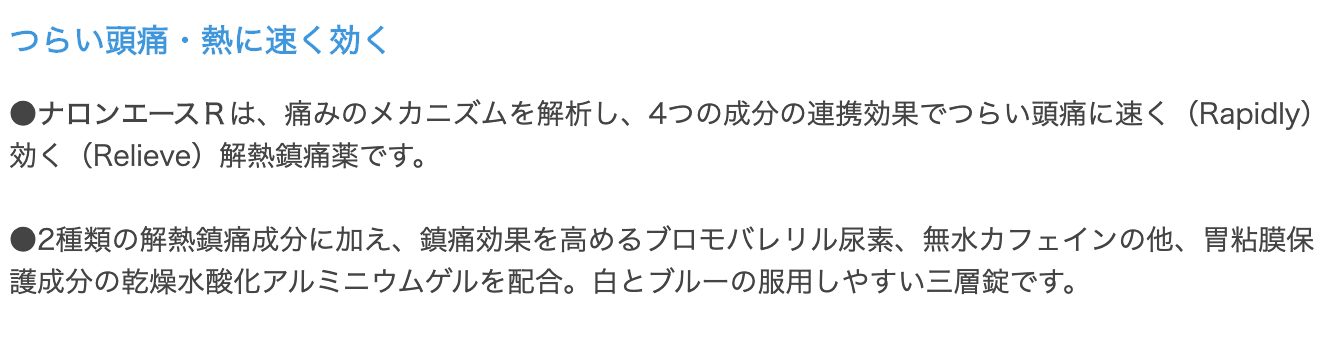 つらい頭痛・熱に速く効く
●ナロンエースRは、痛みのメカニズムを解析し、4つの成分の連携効果でつらい頭痛に速く（Rapidly）
効く（Relieve）解熱鎮痛薬です。
●2種類の解熱鎮痛成分に加え、鎮痛効果を高めるブロモバレリル尿素、無水カフェインの他、胃粘膜保
護成分の乾燥水酸化アルミニウムゲルを配合。白とブルーの服用しやすい三層錠です。